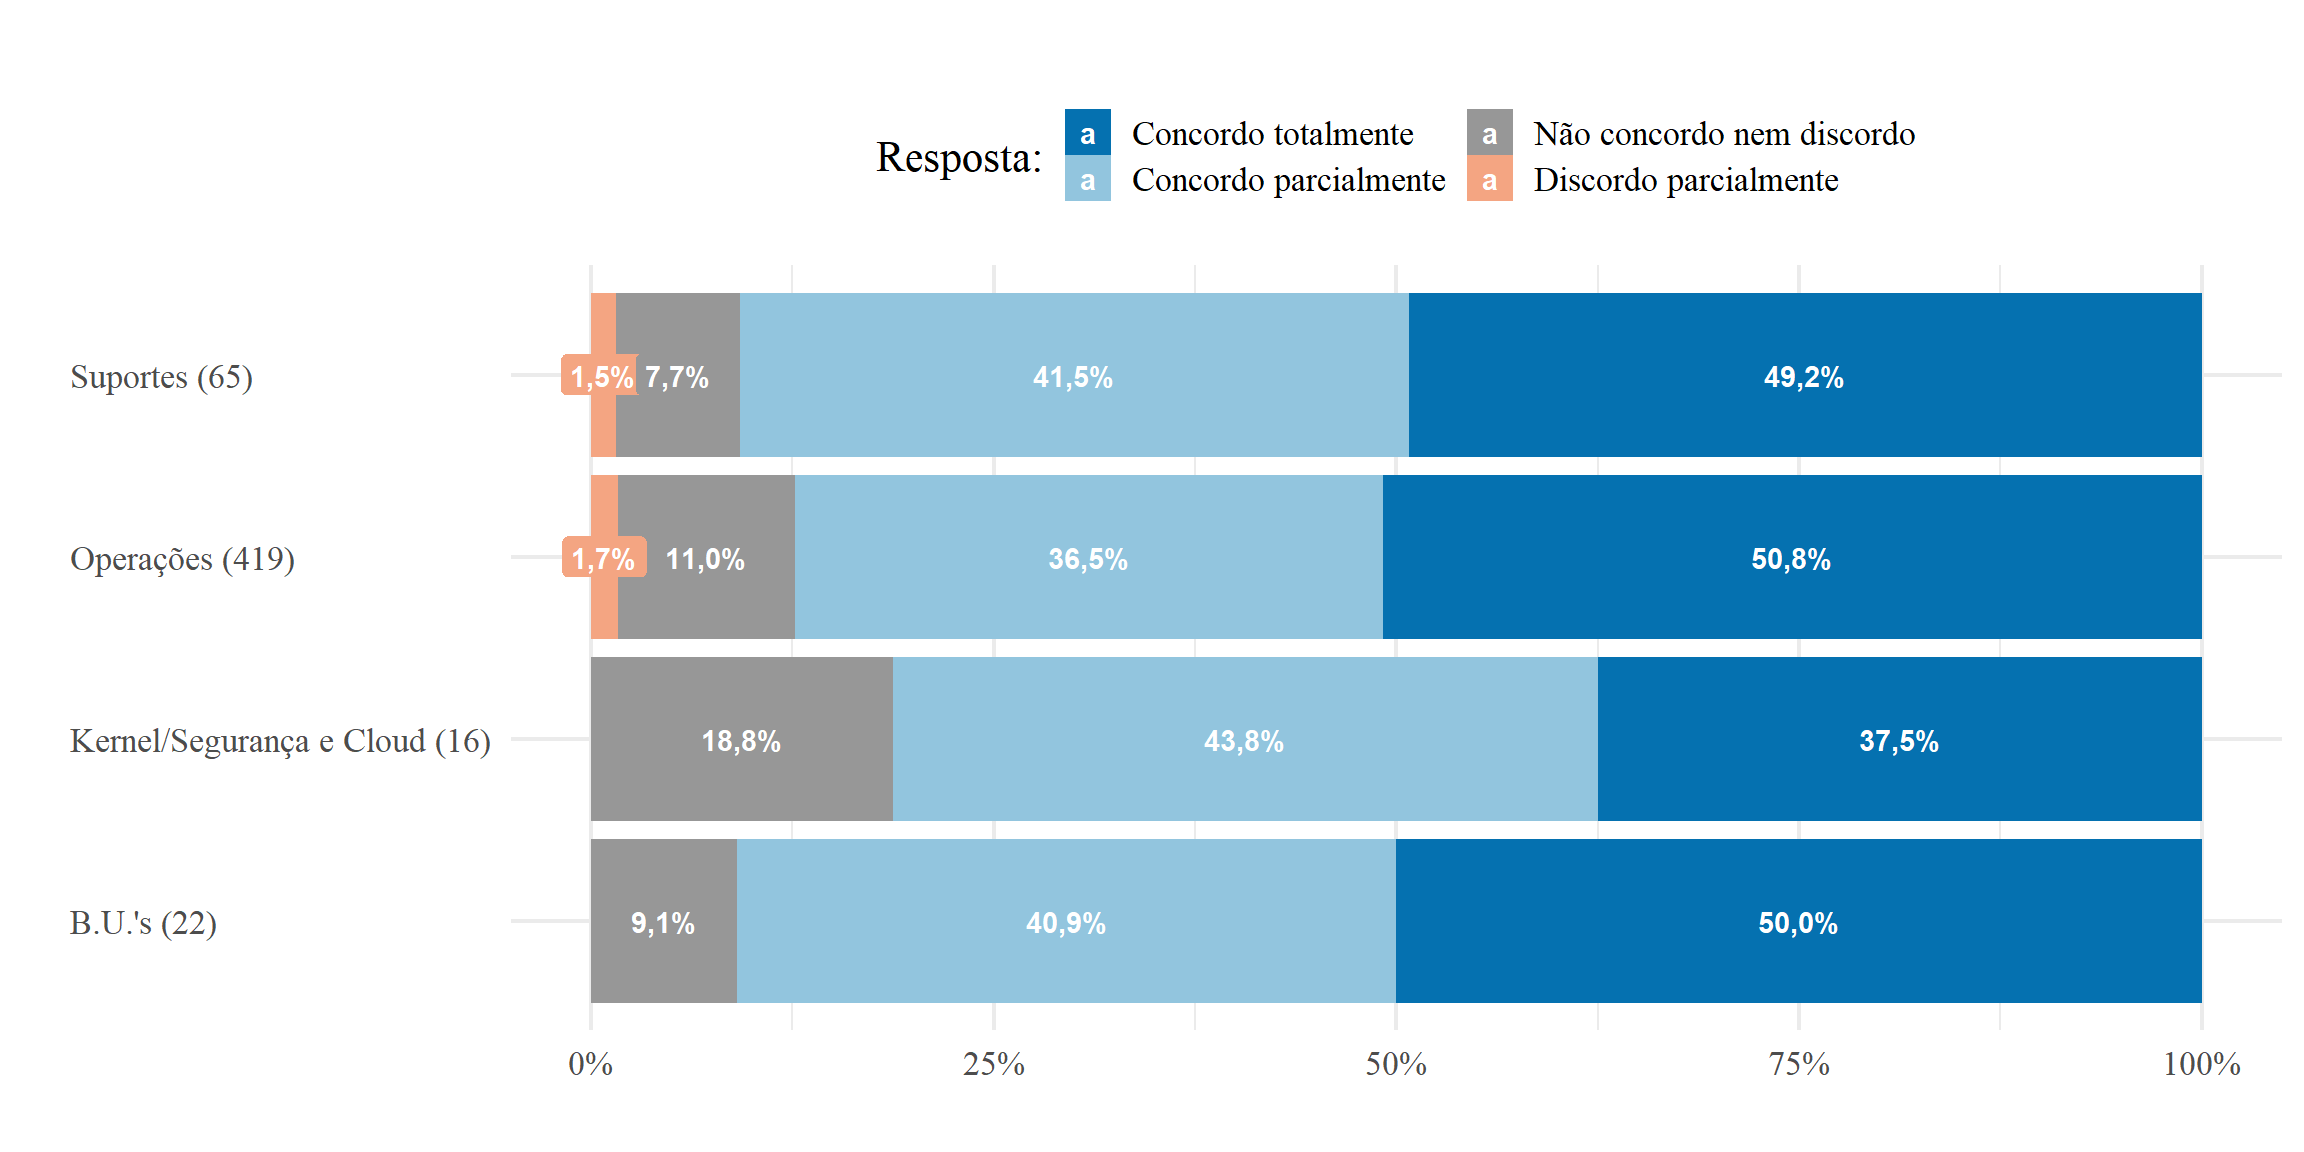 Resposta:
a Concordo totalmente
a Concordo parcialmente
a Não concordo nem discordo
a Discordo parcialmente
Suportes (65)
1,5% 7,7% 41,5% 49,2%
Operações (419)
1,7% 11,0% 36,5% 50,8%
Kernel/Segurança e Cloud (16)
18,8% 43,8% 37,5%
B.U.'s (22)
9,1% 40,9% 50,0%
0% 25% 50% 75% 100%